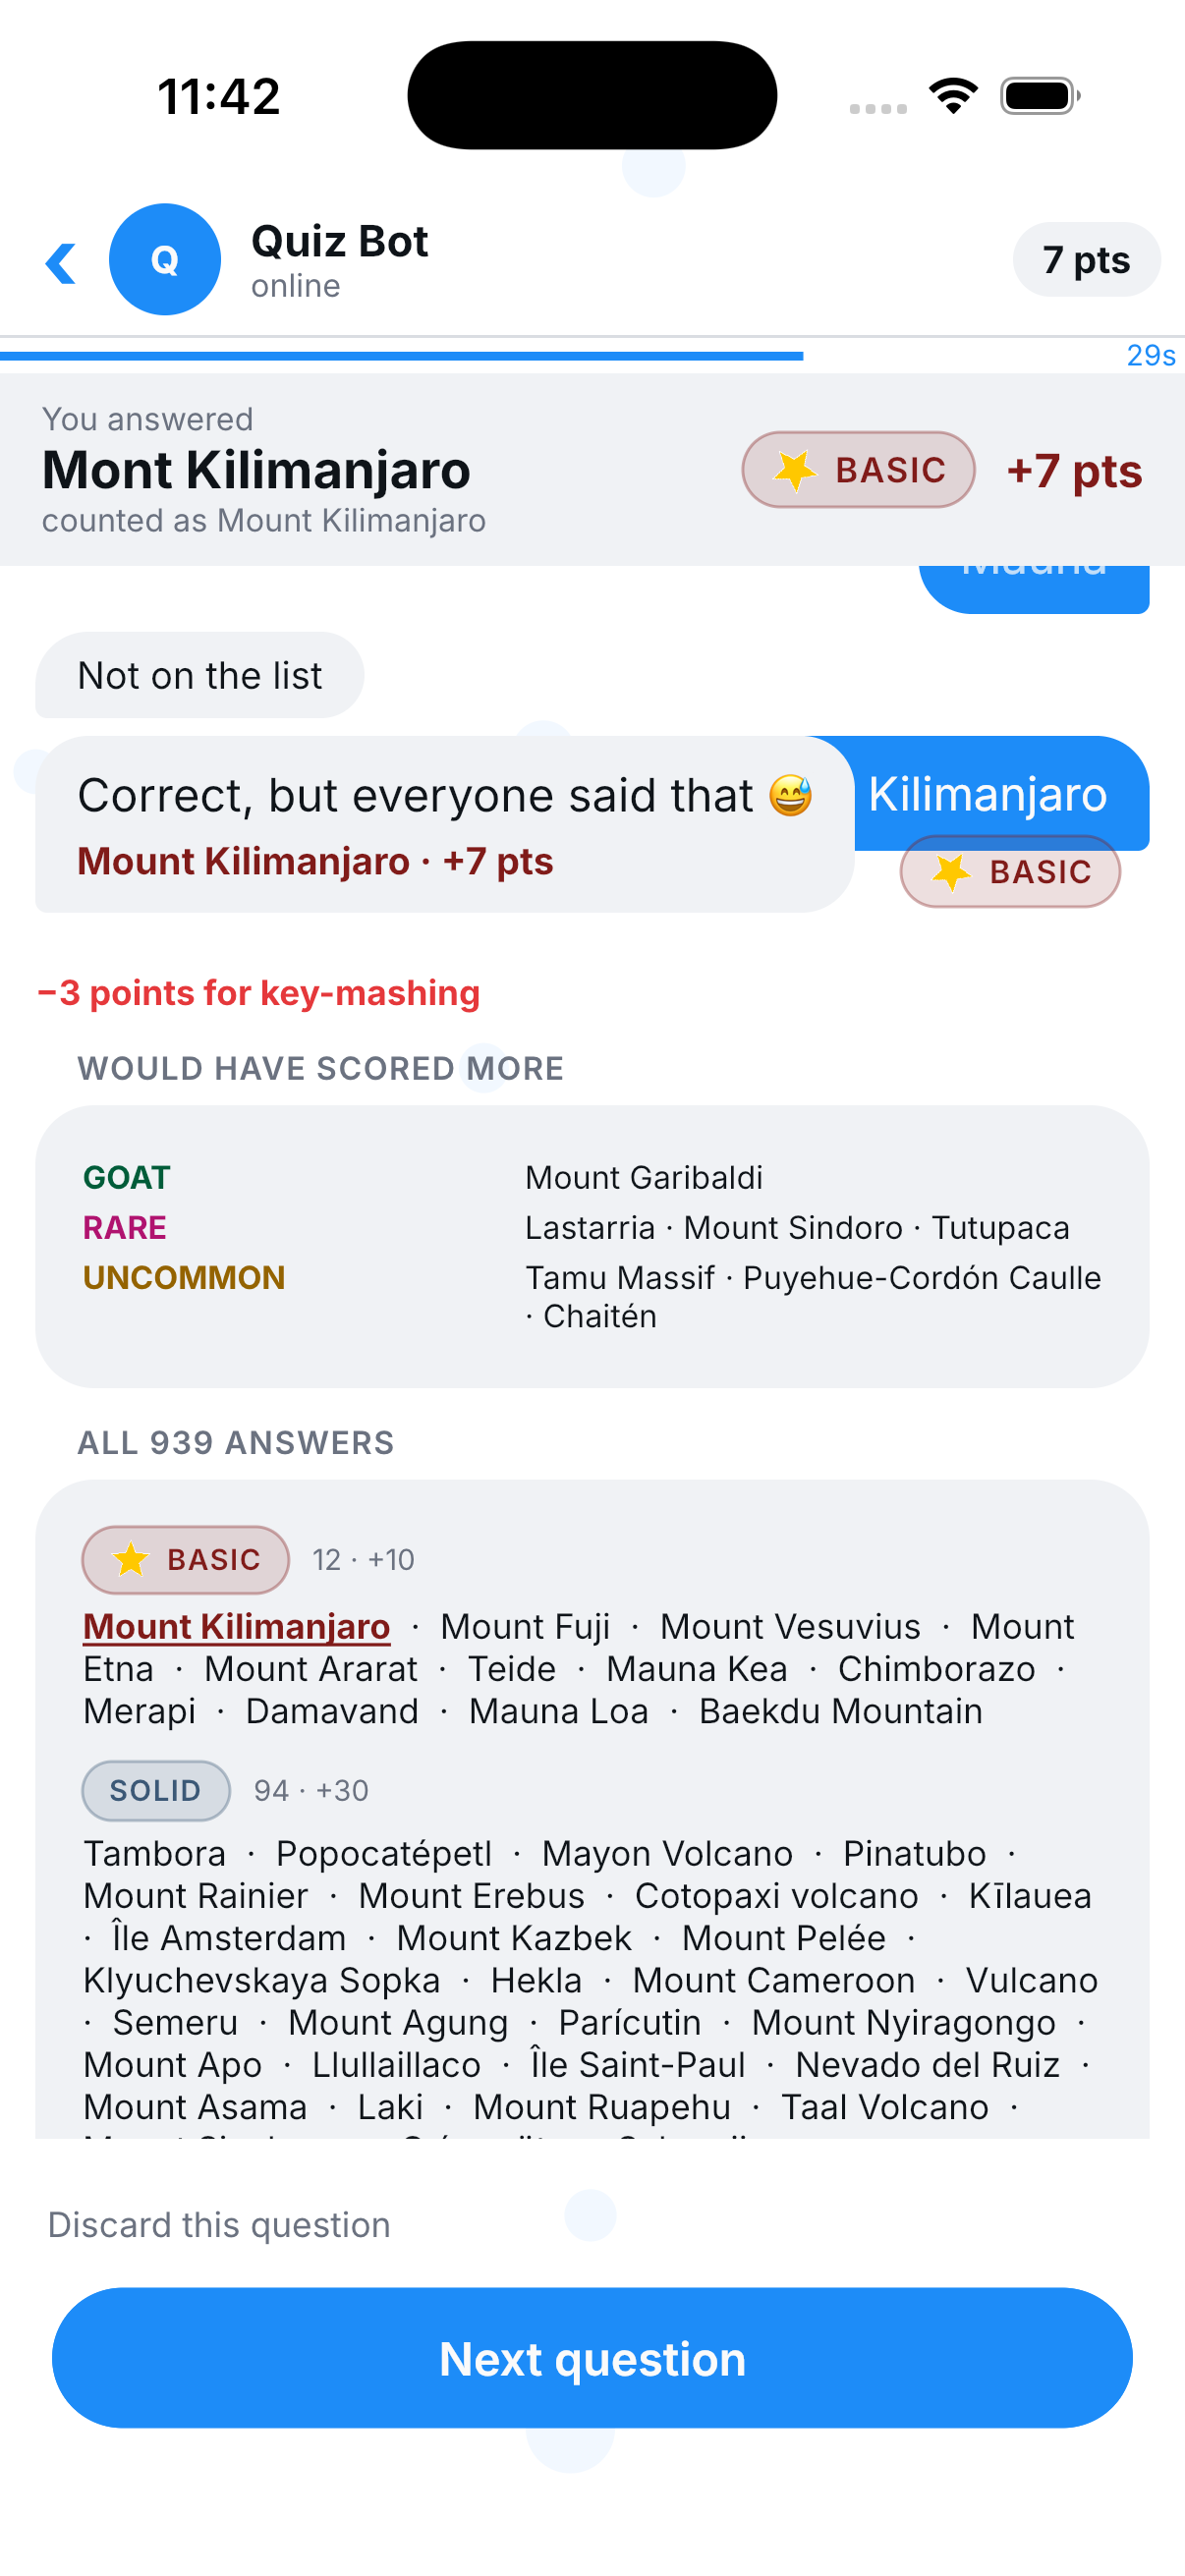 11:42
Q
Quiz Bot
online
7 pts
29s
You answered
Mont Kilimanjaro
counted as Mount Kilimanjaro
BASIC
+7 pts
Not on the list
Kilimanjaro
BASIC
Correct, but everyone said that 😅
Mount Kilimanjaro · +7 pts
−3 points for key-mashing
WOULD HAVE SCORED MORE
GOAT Mount Garibaldi
RARE Lastarria · Mount Sindoro · Tutupaca
UNCOMMON Tamu Massif · Puyehue-Cordón Caulle
· Chaitén
ALL 939 ANSWERS
BASIC 12 · +10
Mount Kilimanjaro · Mount Fuji · Mount Vesuvius · Mount
Etna · Mount Ararat · Teide · Mauna Kea · Chimborazo ·
Merapi · Damavand · Mauna Loa · Baekdu Mountain
SOLID 94 · +30
Tambora · Popocatépetl · Mayon Volcano · Pinatubo ·
Mount Rainier · Mount Erebus · Cotopaxi volcano · Kīlauea
· Île Amsterdam · Mount Kazbek · Mount Pelée ·
Klyuchevskaya Sopka · Hekla · Mount Cameroon · Vulcano
· Semeru · Mount Agung · Parícutin · Mount Nyiragongo ·
Mount Apo · Llullaillaco · Île Saint-Paul · Nevado del Ruiz ·
Mount Asama · Laki · Mount Ruapehu · Taal Volcano ·
Discard this question
Next question